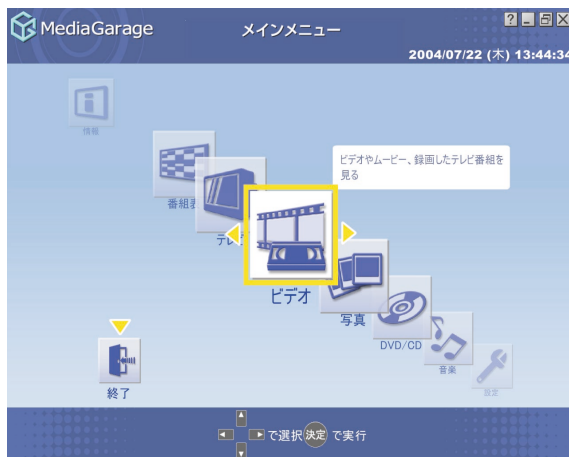 MediaGarage
メインメニュー
?
2004/07/22 (木) 13:44:34
情報
ビデオやムービー、録画したテレビ番組を
見る
番組表
テレビ
ビデオ
写真
DVD/CD
音楽
設定
終了
で選択 決定 で実行